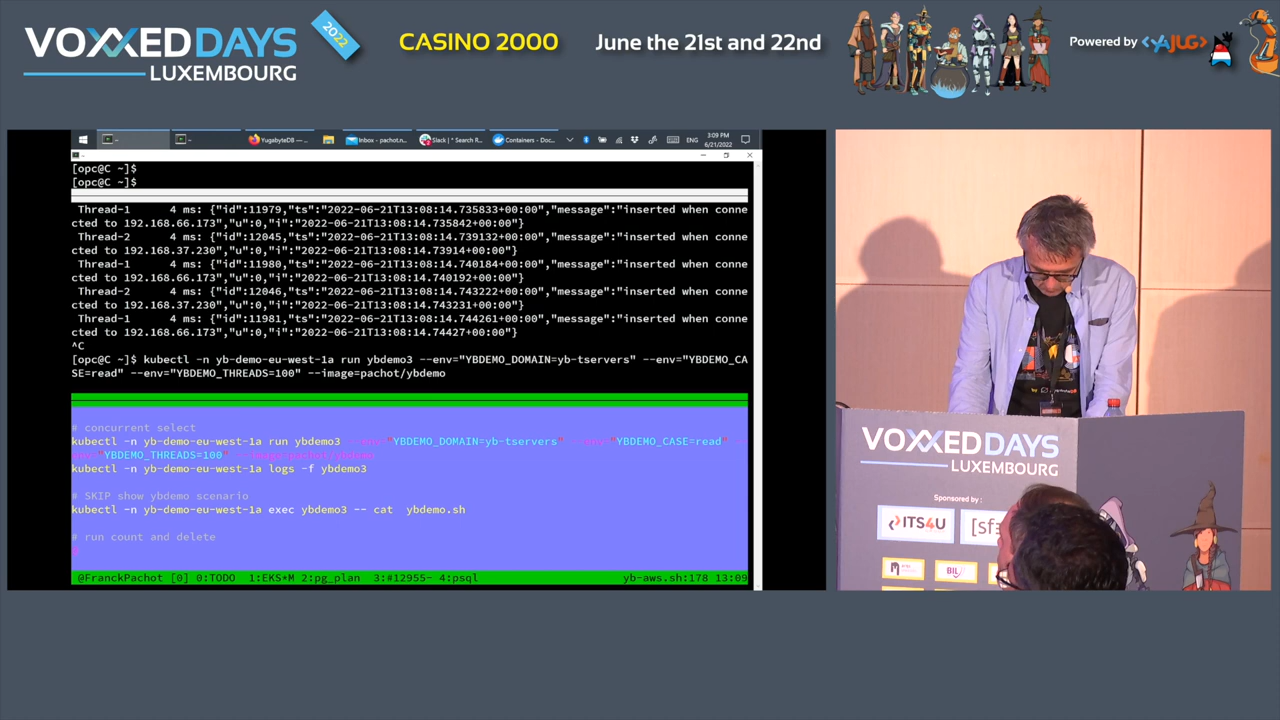 VOXXED DAYS
LUXEMBOURG
2022
CASINO 2000
June the 21st and 22nd
Powered by <YAJUG>
YugabyteDB —
Inbox - pachot.n...
Slack | * Search R...
Containers - Doc...
ENG
3:09 PM
6/21/2022
[opc@C ~]$
[opc@C ~]$
Thread-1 4 ms: {"id":11979,"ts":"2022-06-21T13:08:14.735833+00:00","message":"inserted when conne
cted to 192.168.66.173","u":0,"i":"2022-06-21T13:08:14.735842+00:00"}
Thread-2 4 ms: {"id":12045,"ts":"2022-06-21T13:08:14.739132+00:00","message":"inserted when conne
cted to 192.168.37.230","u":0,"i":"2022-06-21T13:08:14.73914+00:00"}
Thread-1 4 ms: {"id":11980,"ts":"2022-06-21T13:08:14.740184+00:00","message":"inserted when conne
cted to 192.168.66.173","u":0,"i":"2022-06-21T13:08:14.740192+00:00"}
Thread-2 4 ms: {"id":12046,"ts":"2022-06-21T13:08:14.743222+00:00","message":"inserted when conne
cted to 192.168.37.230","u":0,"i":"2022-06-21T13:08:14.743231+00:00"}
Thread-1 4 ms: {"id":11981,"ts":"2022-06-21T13:08:14.744261+00:00","message":"inserted when conne
cted to 192.168.66.173","u":0,"i":"2022-06-21T13:08:14.74427+00:00"}
^C
[opc@C ~]$ kubectl -n yb-demo-eu-west-1a run ybdemo3 --env="YBDEMO_DOMAIN=yb-tservers" --env="YBDEMO_CA
SE=read" --env="YBDEMO_THREADS=100" --image=pachot/ybdemo
# concurrent select
kubectl -n yb-demo-eu-west-1a run ybdemo3 --env="YBDEMO_DOMAIN=yb-tservers" --env="YBDEMO_CASE=read" --
env="YBDEMO_THREADS=100" --image=pachot/ybdemo
kubectl -n yb-demo-eu-west-1a logs -f ybdemo3
# SKIP show ybdemo scenario
kubectl -n yb-demo-eu-west-1a exec ybdemo3 -- cat ybdemo.sh
# run count and delete
@FranckPachot [0] 0:TODO 1:EKS*M 2:pg_plan 3:#12955- 4:psql yb-aws.sh:178 13:09
VOXXED DAYS
LUXEMBOURG
Sponsored by :
ITS4U
BIL